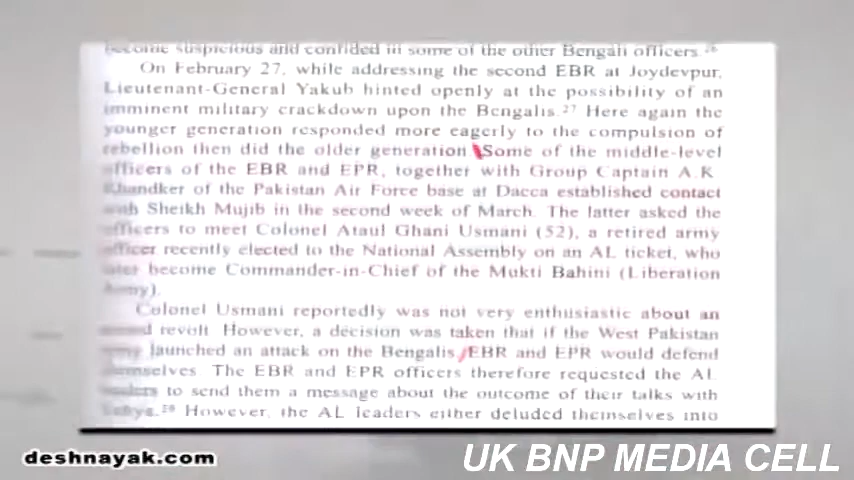 become suspicious and confided in some of the other Bengali officers.26
On February 27, while addressing the second EBR at Joydevpur,
Lieutenant-General Yakub hinted openly at the possibility of an
imminent military crackdown upon the Bengalis.27 Here again the
younger generation responded more eagerly to the compulsion of
rebellion then did the older generation Some of the middle-level
officers of the EBR and EPR, together with Group Captain A.K.
Khandker of the Pakistan Air Force base at Dacca established contact
with Sheikh Mujib in the second week of March. The latter asked the
officers to meet Colonel Ataul Ghani Usmani (52), a retired army
officer recently elected to the National Assembly on an AL ticket, who
later become Commander-in-Chief of the Mukti Bahini (Liberation
Army).
Colonel Usmani reportedly was not very enthusiastic about an
revolt. However, a decision was taken that if the West Pakistan
launched an attack on the Bengalis, EBR and EPR would defend
themselves. The EBR and EPR officers therefore requested the AL
leaders to send them a message about the outcome of their talks with
Yahya.28 However, the AL leaders either deluded themselves into
deshnayak.com
UK BNP MEDIA CELL